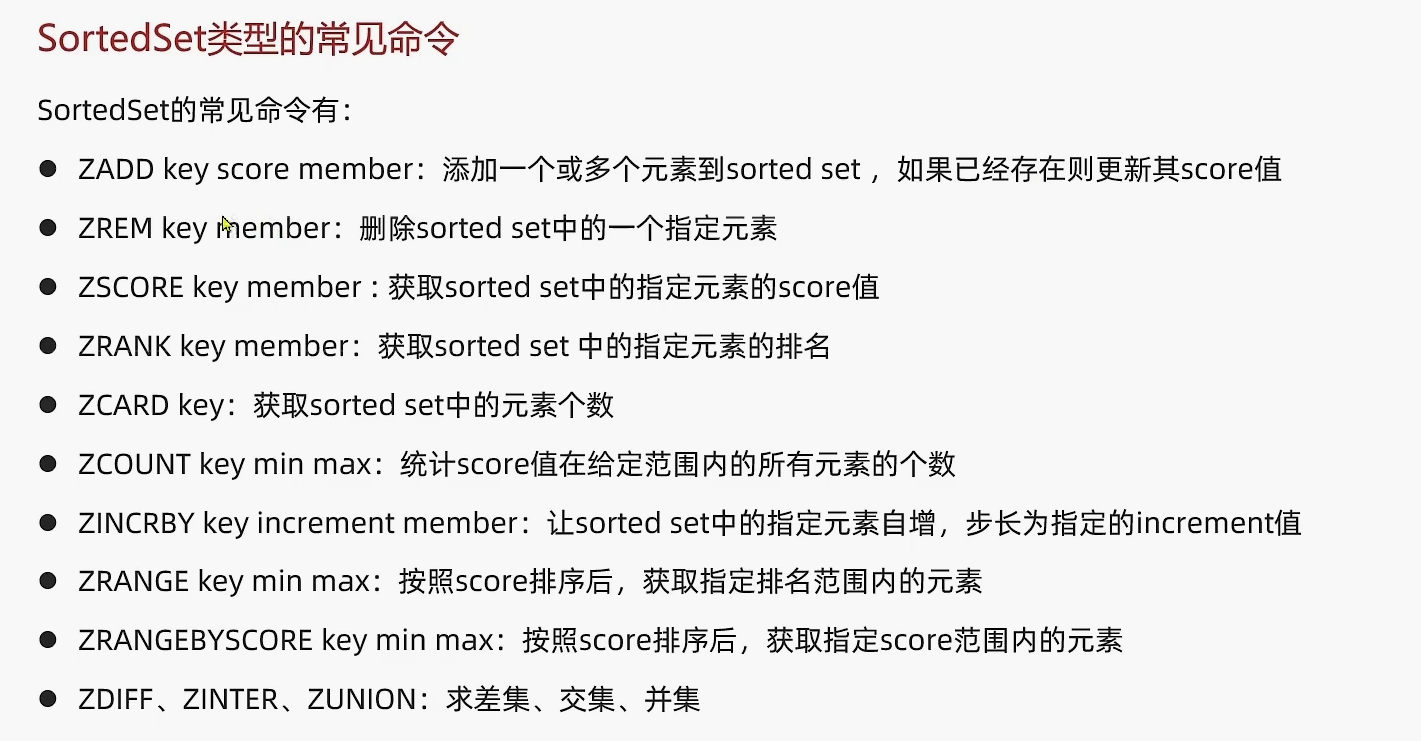 SortedSet类型的常见命令
SortedSet的常见命令有：
● ZADD key score member：添加一个或多个元素到sorted set ，如果已经存在则更新其score值
● ZREM key member：删除sorted set中的一个指定元素
● ZSCORE key member : 获取sorted set中的指定元素的score值
● ZRANK key member：获取sorted set 中的指定元素的排名
● ZCARD key：获取sorted set中的元素个数
● ZCOUNT key min max：统计score值在给定范围内的所有元素的个数
● ZINCRBY key increment member：让sorted set中的指定元素自增，步长为指定的increment值
● ZRANGE key min max：按照score排序后，获取指定排名范围内的元素
● ZRANGEBYSCORE key min max：按照score排序后，获取指定score范围内的元素
● ZDIFF、ZINTER、ZUNION：求差集、交集、并集